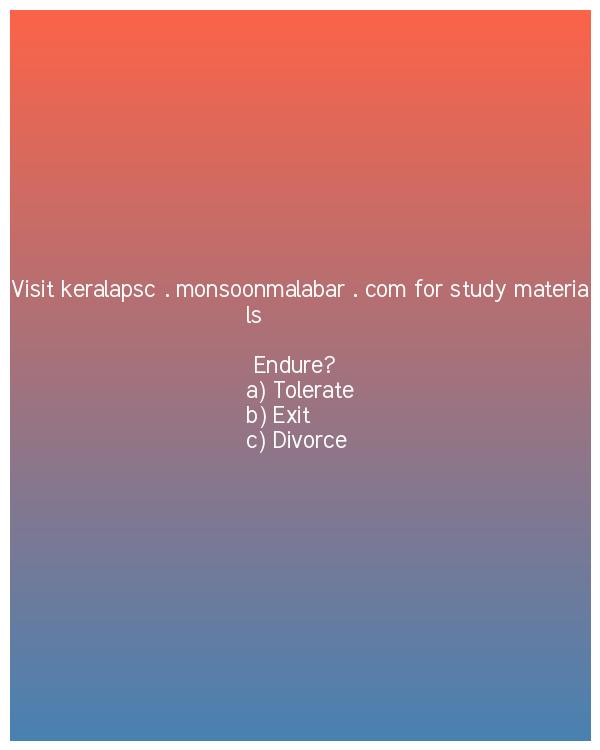 Visit keralapsc . monsoonmalabar . com for study materia
ls
Endure?
a) Tolerate
b) Exit
c) Divorce